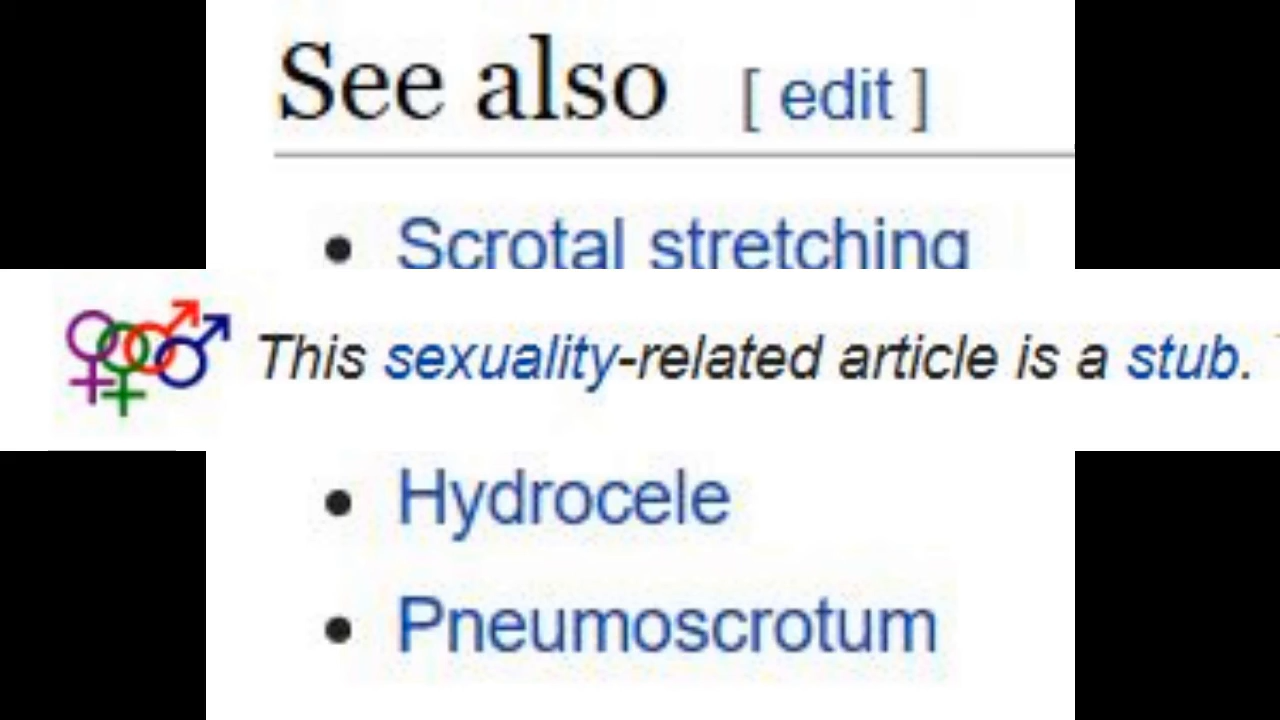 See also [ edit ]
• Scrotal stretching
This sexuality-related article is a stub.
• Hydrocele
• Pneumoscrotum